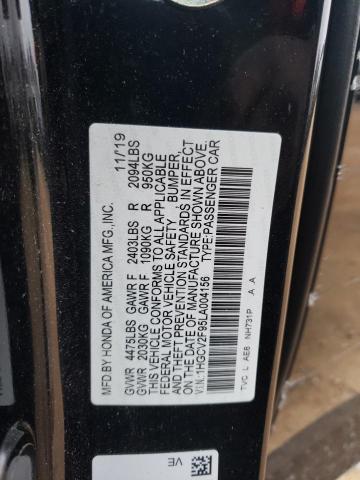 MFD BY HONDA OF AMERICA MFG., INC. 11/'19
GVWR 4475LBS GAWR F 2403LBS R 2094LBS
GVWR 2030KG GAWR F 1090KG R 950KG
THIS VEHICLE CONFORMS TO ALL APPLICABLE
FEDERAL MOTOR VEHICLE SAFETY, BUMPER,
AND THEFT PREVENTION STANDARDS IN EFFECT
ON THE DATE OF MANUFACTURE SHOWN ABOVE.
V.I.N.:1HGCV2F95LA004156 TYPE:PASSENGER CAR
TVC L AE6 NH731P .A .A
VE